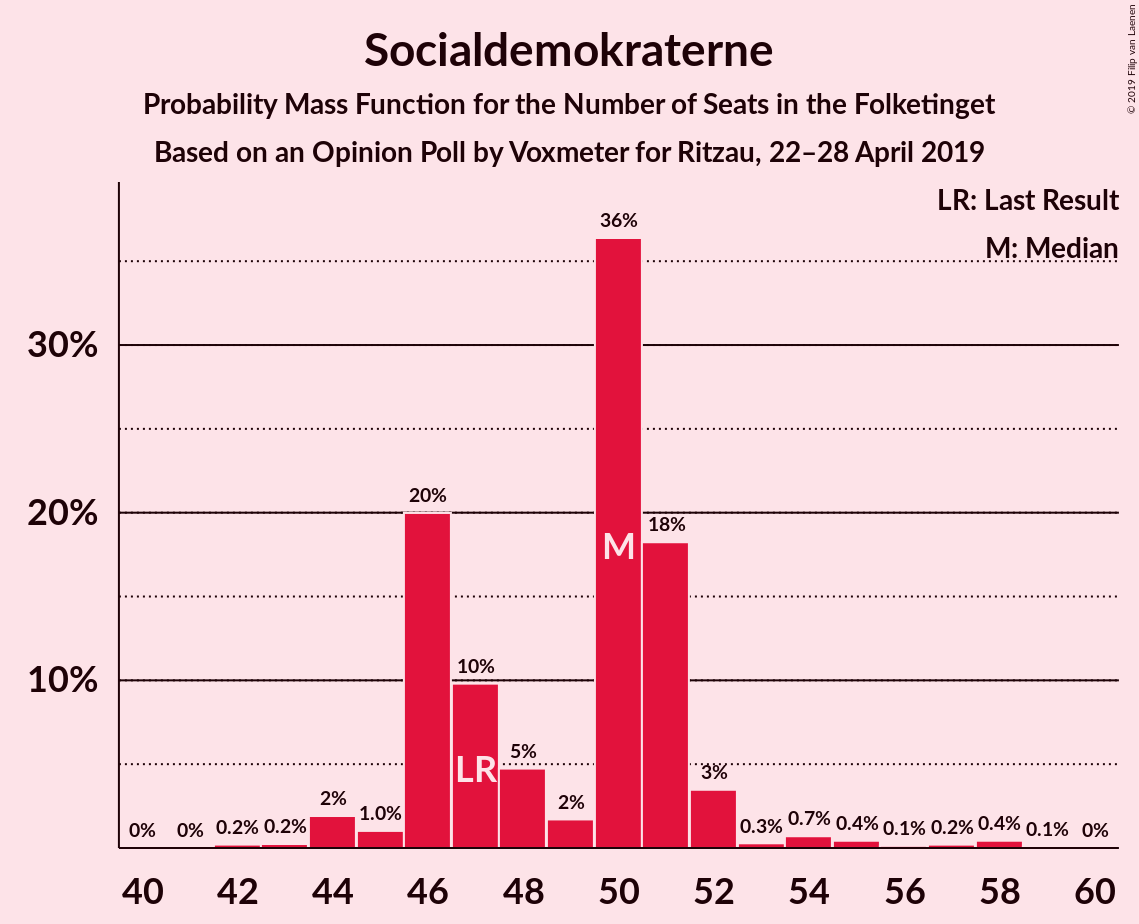 Socialdemokraterne
Probability Mass Function for the Number of Seats in the Folketinget
Based on an Opinion Poll by Voxmeter for Ritzau, 22–28 April 2019
© 2019 Filip van Laenen
LR: Last Result
M: Median
36%
30%
20%
20%
18%
M
10%
10%
LR
5%
3%
2%
2%
1.0%
0% 0% 0.2% 0.2% 0.3% 0.7% 0.4% 0.1% 0.2% 0.4% 0.1% 0%
40 42 44 46 48 50 52 54 56 58 60